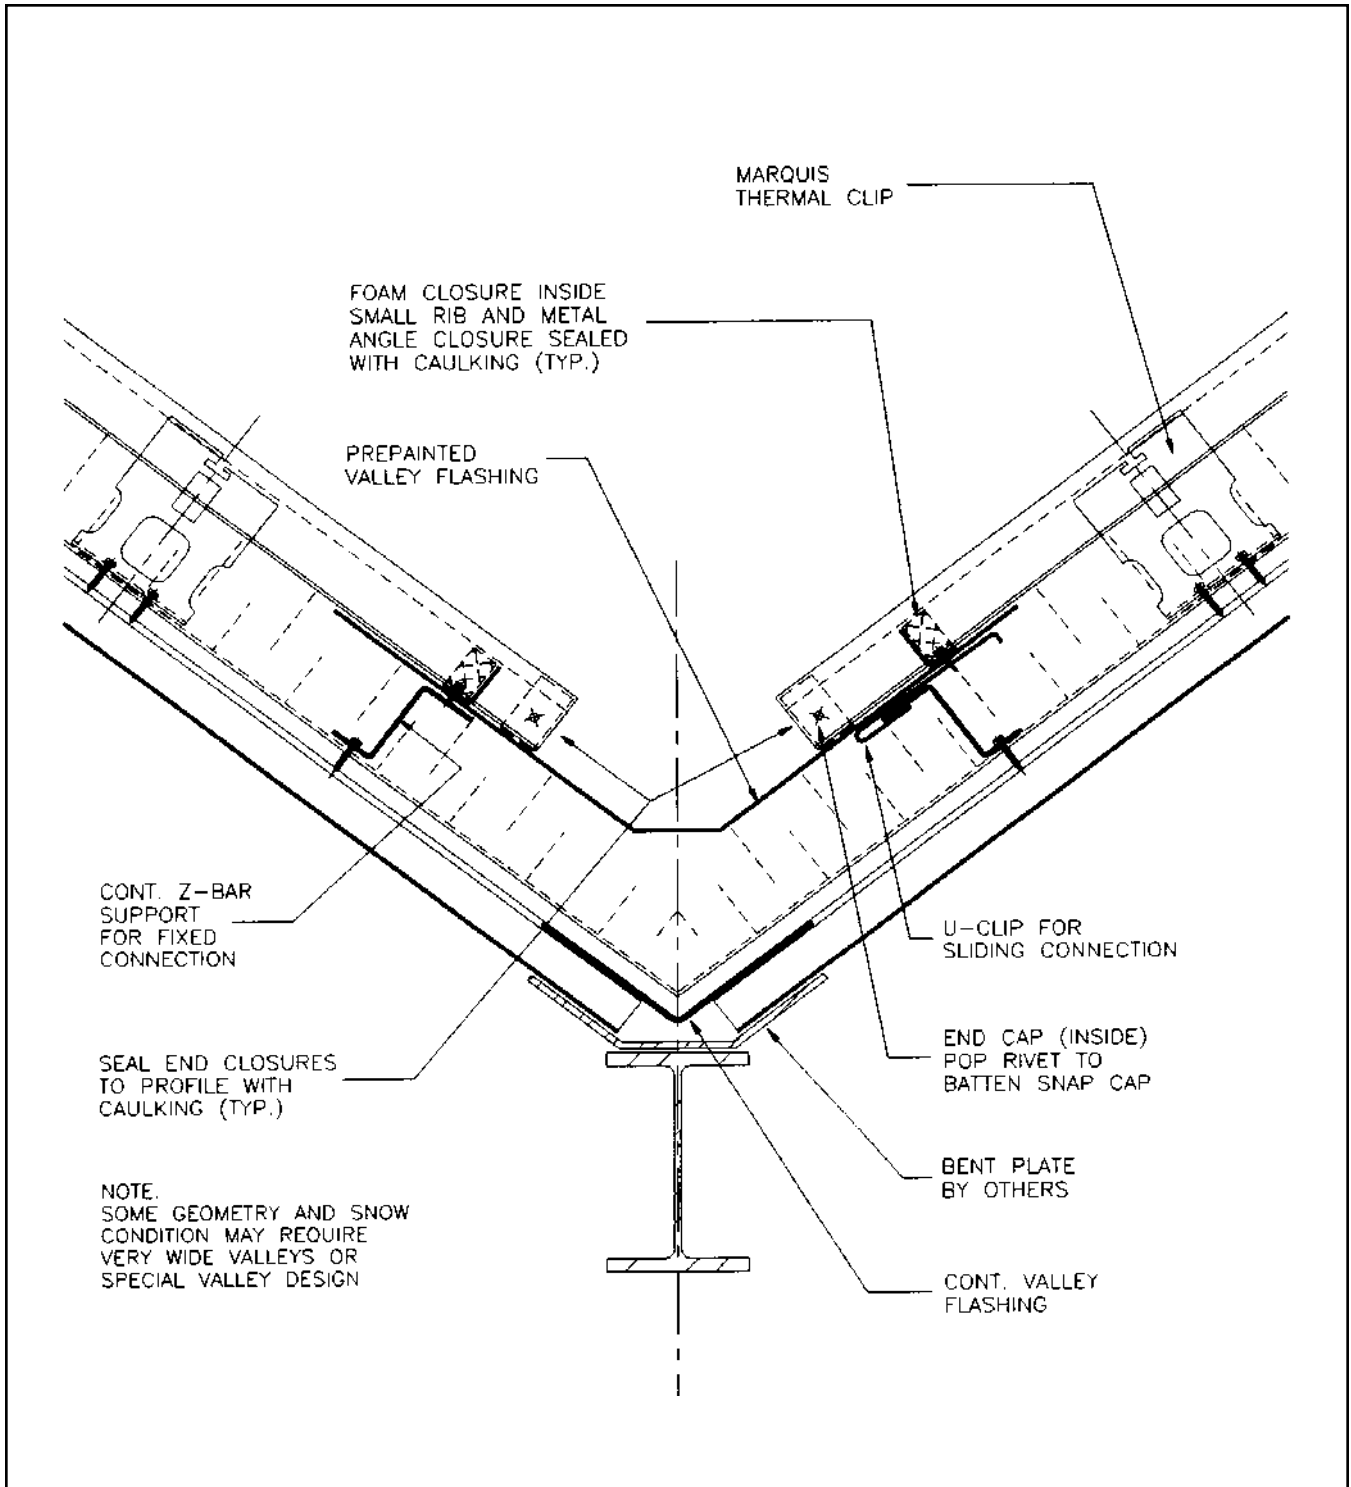 MARQUIS
THERMAL CLIP
FOAM CLOSURE INSIDE
SMALL RIB AND METAL
ANGLE CLOSURE SEALED
WITH CAULKING (TYP.)
PREPAINTED
VALLEY FLASHING
CONT. Z-BAR
SUPPORT
FOR FIXED
CONNECTION
U-CLIP FOR
SLIDING CONNECTION
END CAP (INSIDE)
POP RIVET TO
BATTEN SNAP CAP
SEAL END CLOSURES
TO PROFILE WITH
CAULKING (TYP.)
BENT PLATE
BY OTHERS
NOTE.
SOME GEOMETRY AND SNOW
CONDITION MAY REQUIRE
VERY WIDE VALLEYS OR
SPECIAL VALLEY DESIGN
CONT. VALLEY
FLASHING